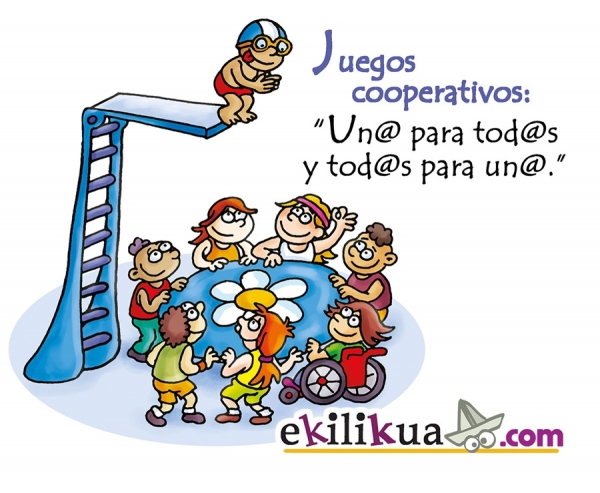 Juegos
cooperativos:
"Un@ para tod@s
y tod@s para un@."
ekilikua.com